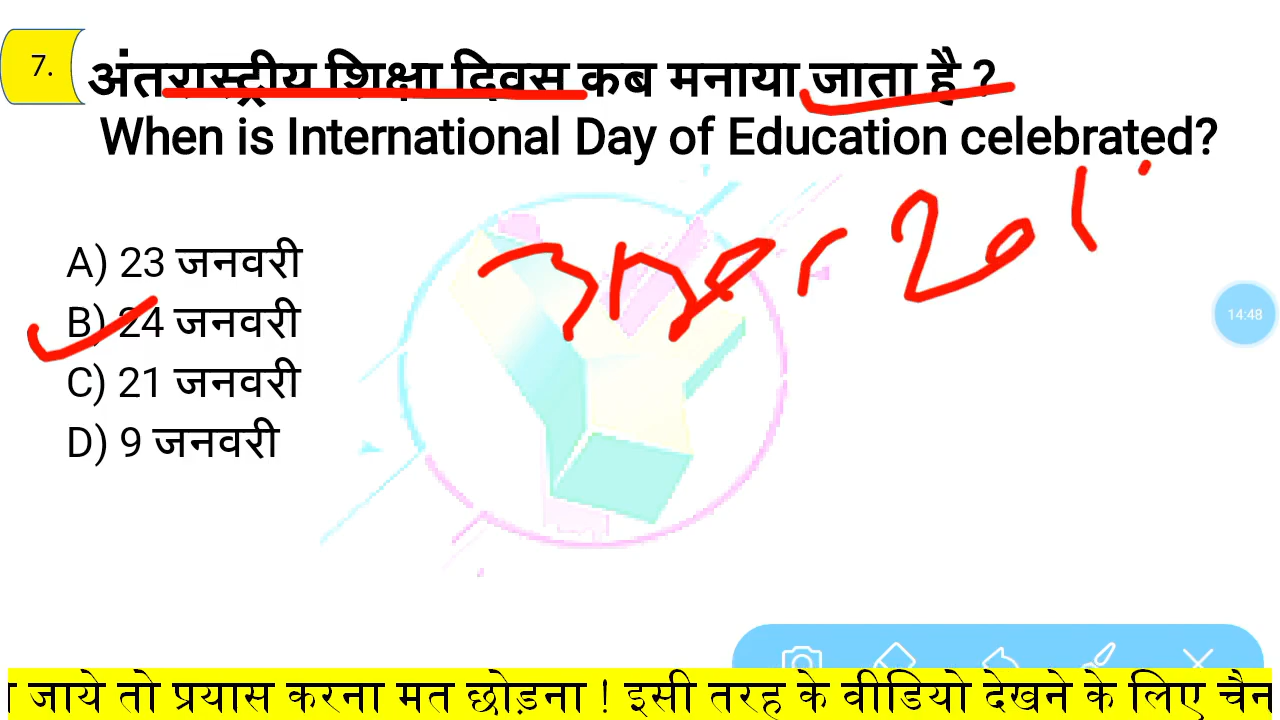 7.
अंतरास्ट्रीय शिक्षा दिवस कब मनाया जाता है ?
When is International Day of Education celebrated?
A) 23 जनवरी
B) 24 जनवरी
C) 21 जनवरी
D) 9 जनवरी
14:48
जाये तो प्रयास करना मत छोड़ना ! इसी तरह के वीडियो देखने के लिए चैन